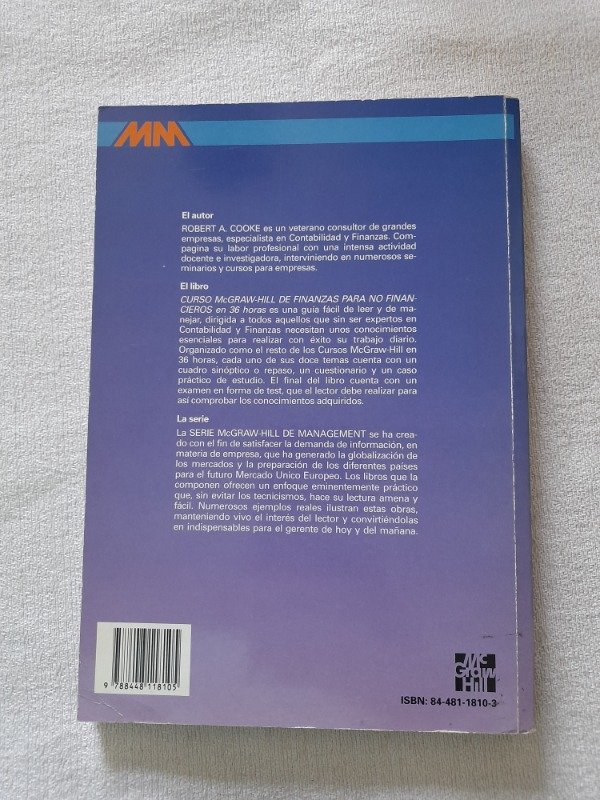 MM
El autor
ROBERT A. COOKE es un veterano consultor de grandes
empresas, especialista en Contabilidad y Finanzas. Com-
pagina su labor profesional con una intensa actividad
docente e investigadora, interviniendo en numerosos se-
minarios y cursos para empresas.
El libro
CURSO McGRAW-HILL DE FINANZAS PARA NO FINAN-
CIEROS en 36 horas es una guía fácil de leer y de ma-
nejar, dirigida a todos aquellos que sin ser expertos en
Contabilidad y Finanzas necesitan unos conocimientos
esenciales para realizar con éxito su trabajo diario.
Organizado como el resto de los Cursos McGraw-Hill en
36 horas, cada uno de sus doce temas cuenta con un
cuadro sinóptico o repaso, un cuestionario y un caso
práctico de estudio. El final del libro cuenta con un
examen en forma de test, que el lector debe realizar para
así comprobar los conocimientos adquiridos.
La serie
La SERIE McGRAW-HILL DE MANAGEMENT se ha crea-
do con el fin de satisfacer la demanda de información, en
materia de empresa, que ha generado la globalización de
los mercados y la preparación de los diferentes países
para el futuro Mercado Unico Europeo. Los libros que la
componen ofrecen un enfoque eminentemente práctico
que, sin evitar los tecnicismos, hace su lectura amena y
fácil. Numerosos ejemplos reales ilustran estas obras,
manteniendo vivo el interés del lector y convirtiéndolas
en indispensables para el gerente de hoy y del mañana.
9 788448 118105
Mc
Graw
Hill
ISBN: 84-481-1810-3